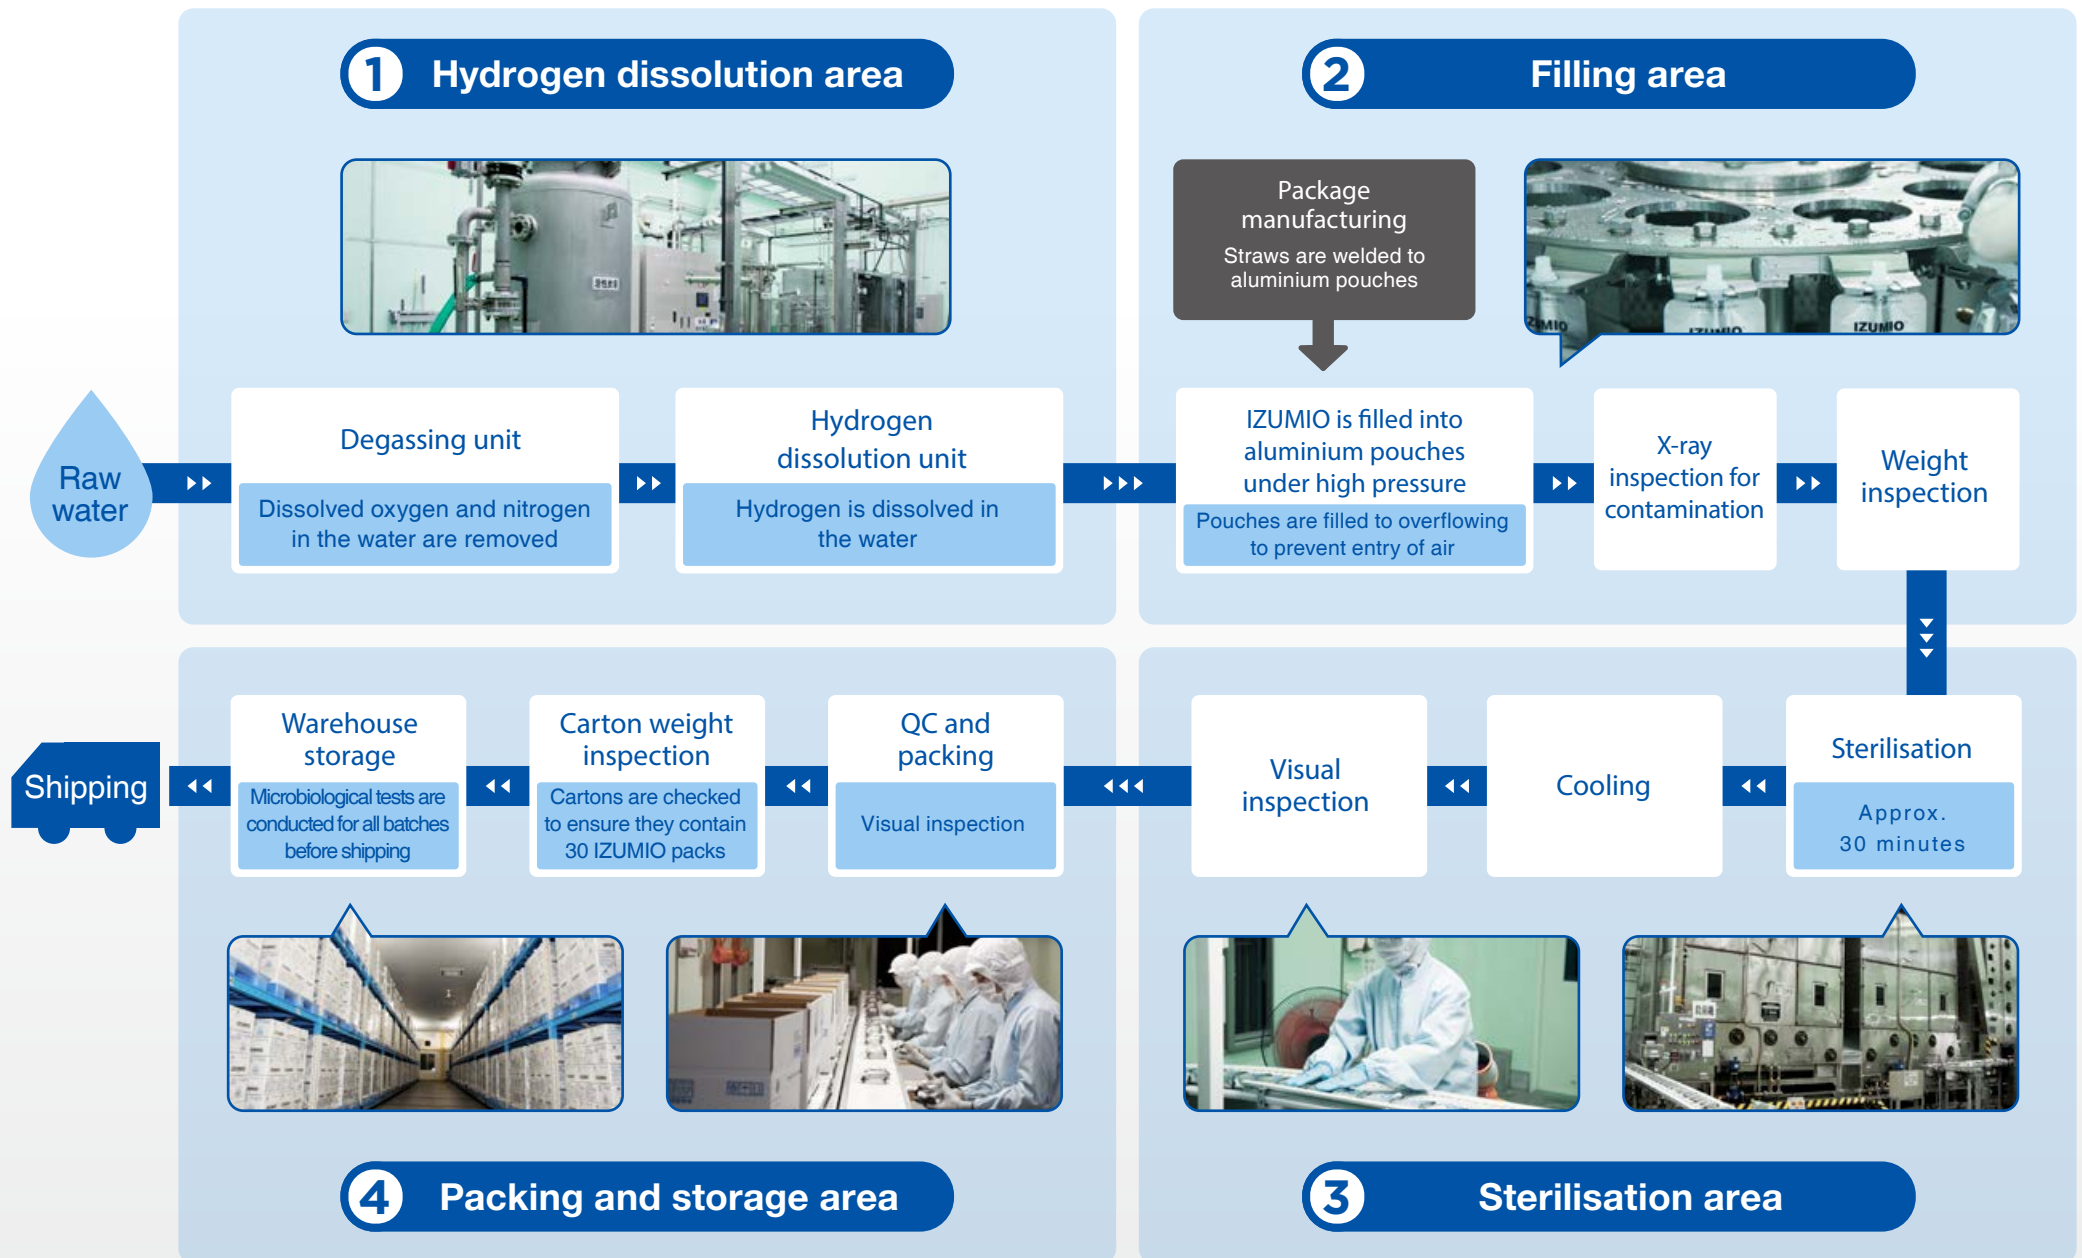 1 Hydrogen dissolution area
2 Filling area
Package
manufacturing
Straws are welded to
aluminium pouches
IZUMIO
IZUMIO
Raw
water
Degassing unit
Dissolved oxygen and nitrogen
in the water are removed
Hydrogen
dissolution unit
Hydrogen is dissolved in
the water
IZUMIO is filled into
aluminium pouches
under high pressure
Pouches are filled to overflowing
to prevent entry of air
X-ray
inspection for
contamination
Weight
inspection
Sterilisation
Approx.
30 minutes
Cooling
Visual
inspection
QC and
packing
Visual inspection
Carton weight
inspection
Cartons are checked
to ensure they contain
30 IZUMIO packs
Warehouse
storage
Microbiological tests are
conducted for all batches
before shipping
Shipping
3 Sterilisation area
4 Packing and storage area